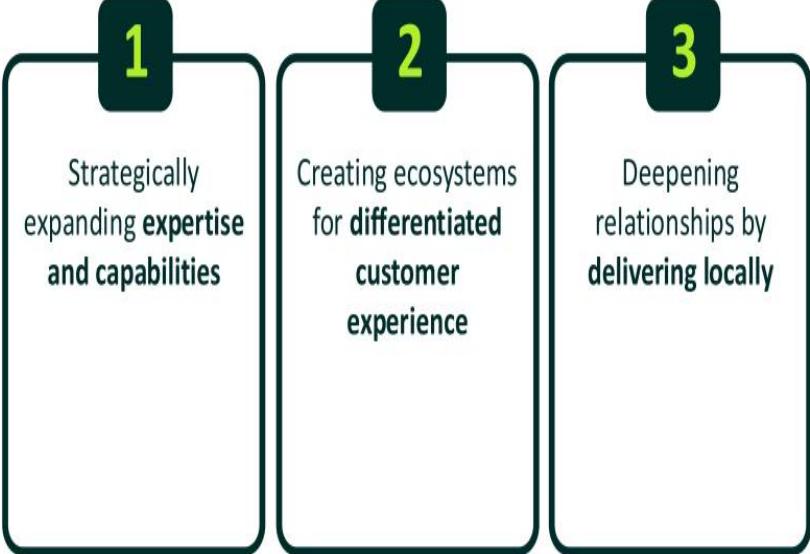 1
Strategically
expanding expertise
and capabilities
2
Creating ecosystems
for differentiated
customer
experience
3
Deepening
relationships by
delivering locally